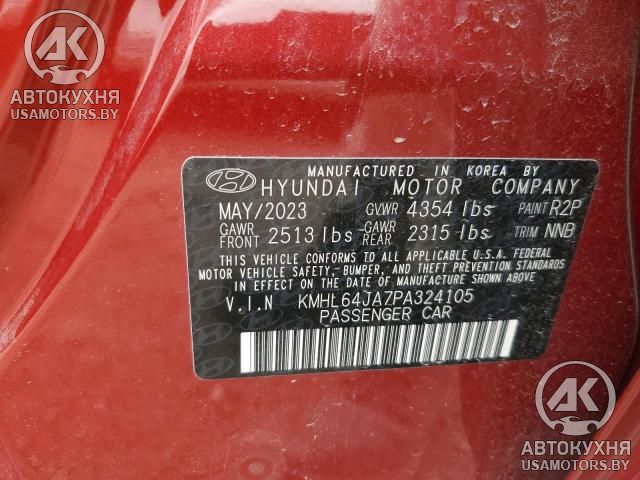 AK
АВТОКУХНЯ
USAMOTORS.BY
MANUFACTURED IN KOREA BY
HYUNDAI MOTOR COMPANY
MAY/2023 GVWR 4354 lbs PAINT R2P
GAWR FRONT 2513 lbs GAWR REAR 2315 lbs TRIM NNB
THIS VEHICLE CONFORMS TO ALL APPLICABLE U.S.A. FEDERAL
MOTOR VEHICLE SAFETY, BUMPER, AND THEFT PREVENTION STANDARDS
IN EFFECT ON THE DATE OF MANUFACTURE SHOWN ABOVE.
V.I.N KMHL64JA7PA324105
PASSENGER CAR
AK
АВТОКУХНЯ
USAMOTORS.BY